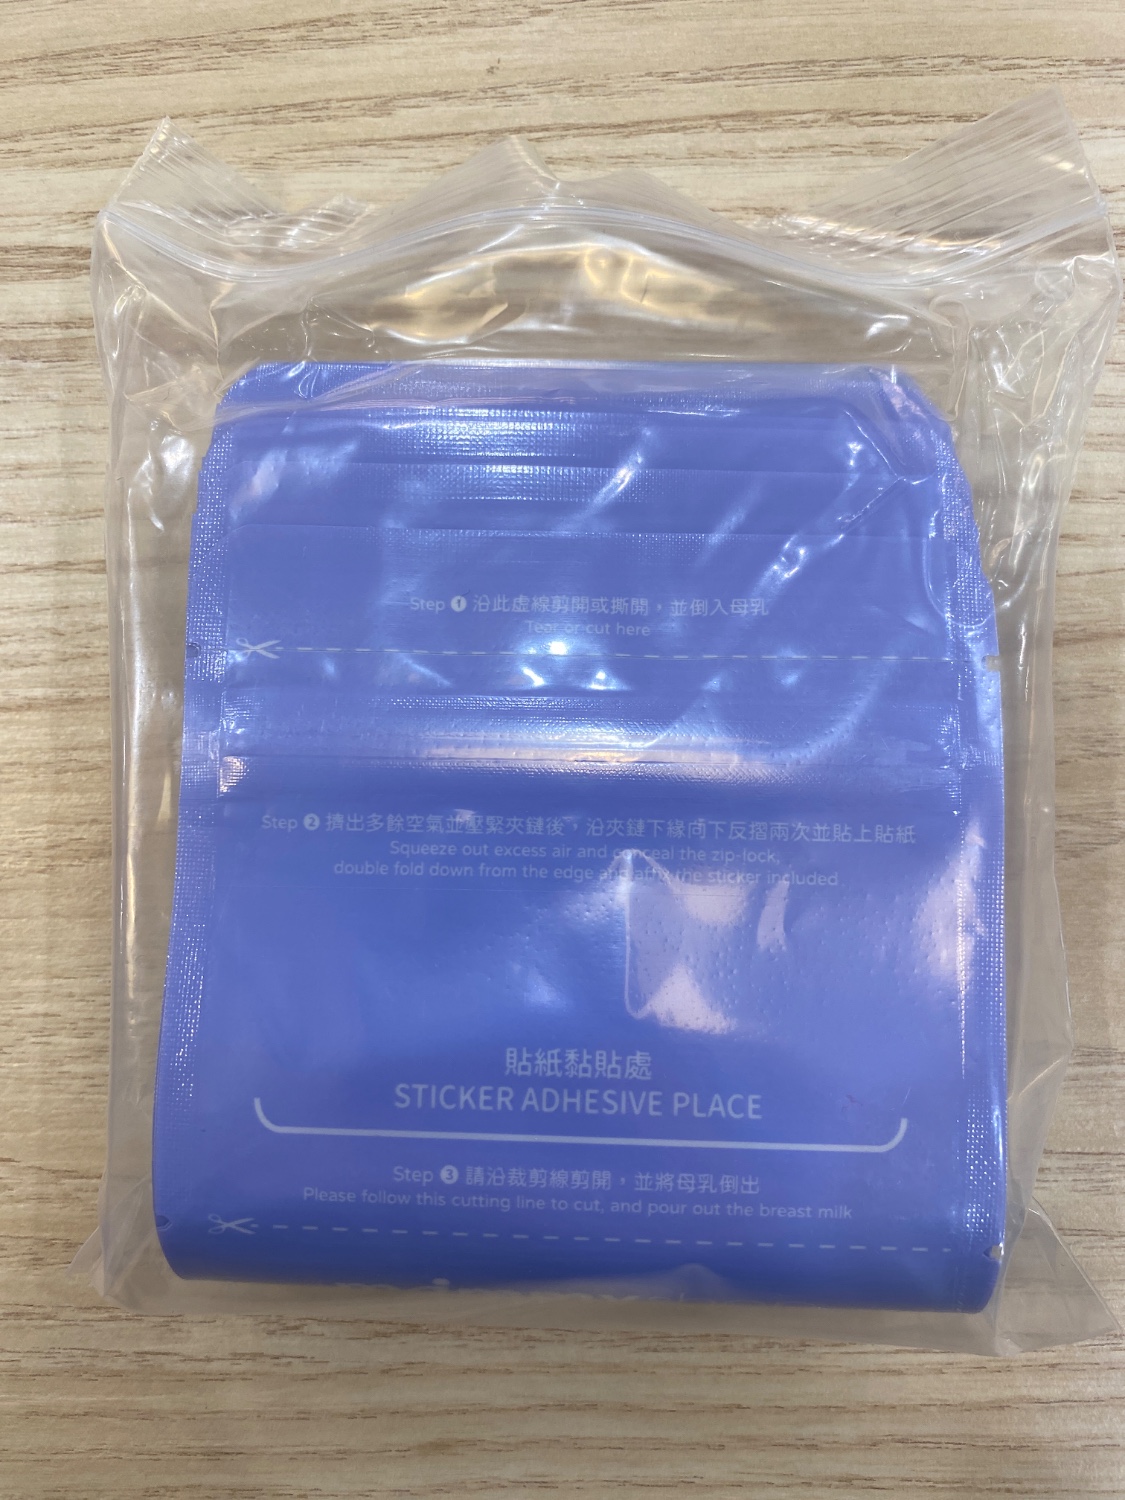 Step 1 沿此虛線剪開或撕開，並倒入母乳
Tear or cut here
Step 2 擠出多餘空氣並壓緊夾鏈後，沿夾鏈下緣向下反摺兩次並貼上貼紙
Squeeze out excess air and conceal the zip-lock,
double fold down from the edge and affix the sticker included
貼紙黏貼處
STICKER ADHESIVE PLACE
Step 3 請沿裁剪線剪開，並將母乳倒出
Please follow this cutting line to cut, and pour out the breast milk